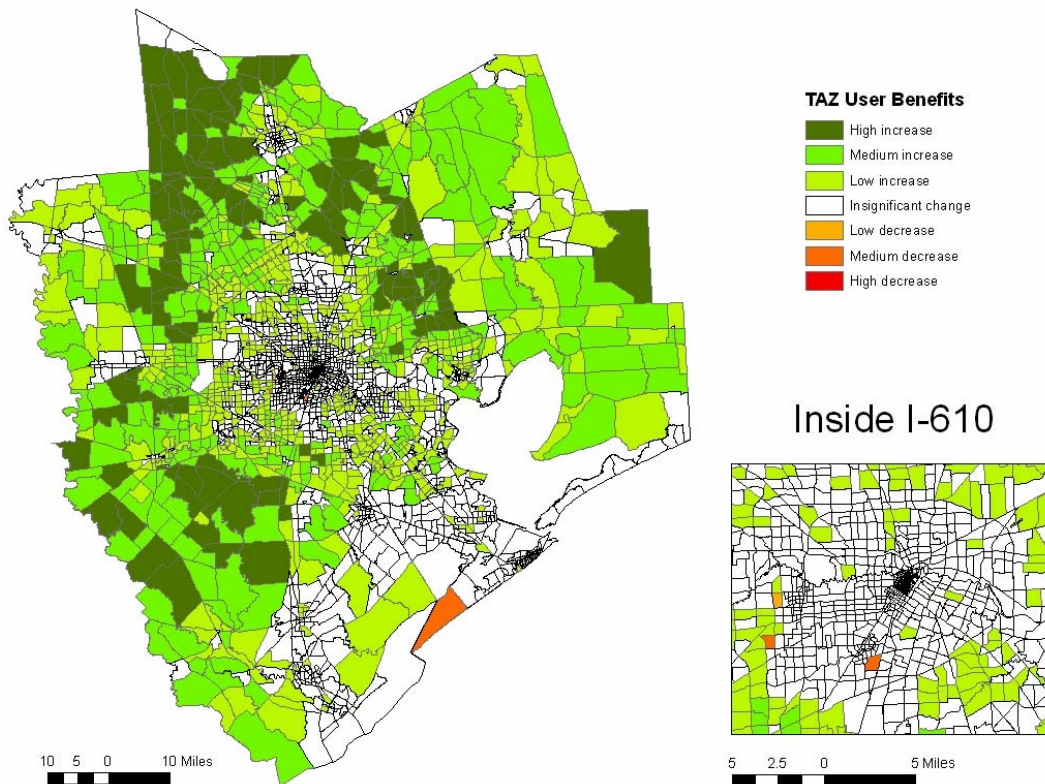 TAZ User Benefits
High increase
Medium increase
Low increase
Insignificant change
Low decrease
Medium decrease
High decrease
Inside I-610
10 5 0 10 Miles
5 2.5 0 5 Miles